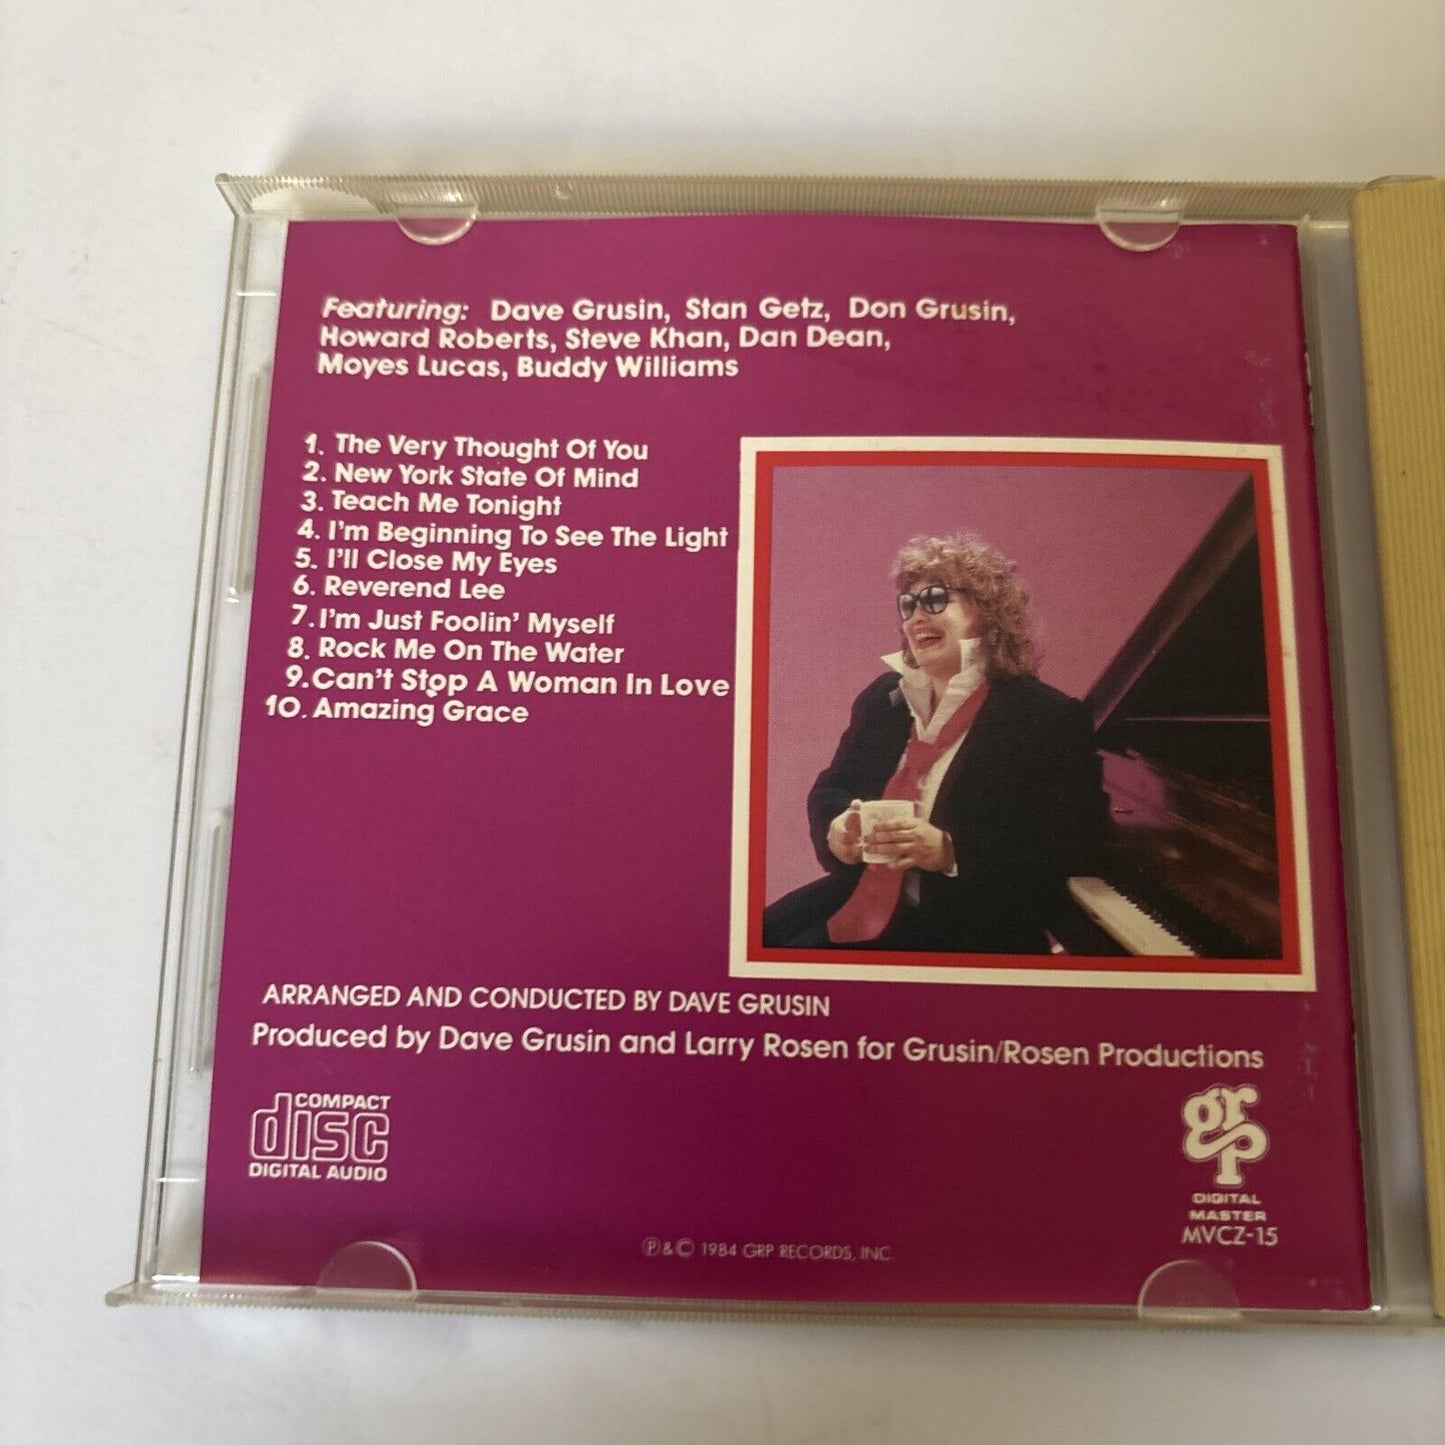 Featuring: Dave Grusin, Stan Getz, Don Grusin,
Howard Roberts, Steve Khan, Dan Dean,
Moyes Lucas, Buddy Williams
1. The Very Thought Of You
2. New York State Of Mind
3. Teach Me Tonight
4. I'm Beginning To See The Light
5. I'll Close My Eyes
6. Reverend Lee
7. I'm Just Foolin' Myself
8. Rock Me On The Water
9. Can't Stop A Woman In Love
10. Amazing Grace
ARRANGED AND CONDUCTED BY DAVE GRUSIN
Produced by Dave Grusin and Larry Rosen for Grusin/Rosen Productions
COMPACT
disc
DIGITAL AUDIO
grp
DIGITAL
MASTER
MVCZ-15
℗ & © 1984 GRP RECORDS, INC.